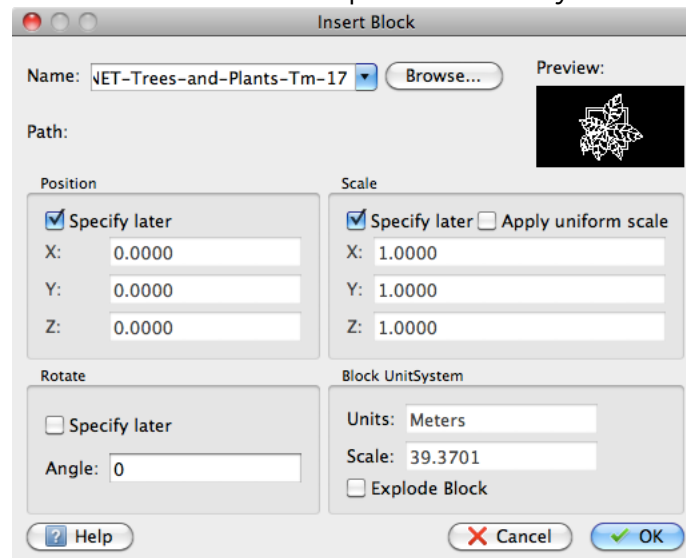 Insert Block
Name: NET-Trees-and-Plants-Tm-17 Browse... Preview:
Path:
Position
Specify later
X: 0.0000
Y: 0.0000
Z: 0.0000
Scale
Specify later Apply uniform scale
X: 1.0000
Y: 1.0000
Z: 1.0000
Rotate
Specify later
Angle: 0
Block UnitSystem
Units: Meters
Scale: 39.3701
Explode Block
Help Cancel OK